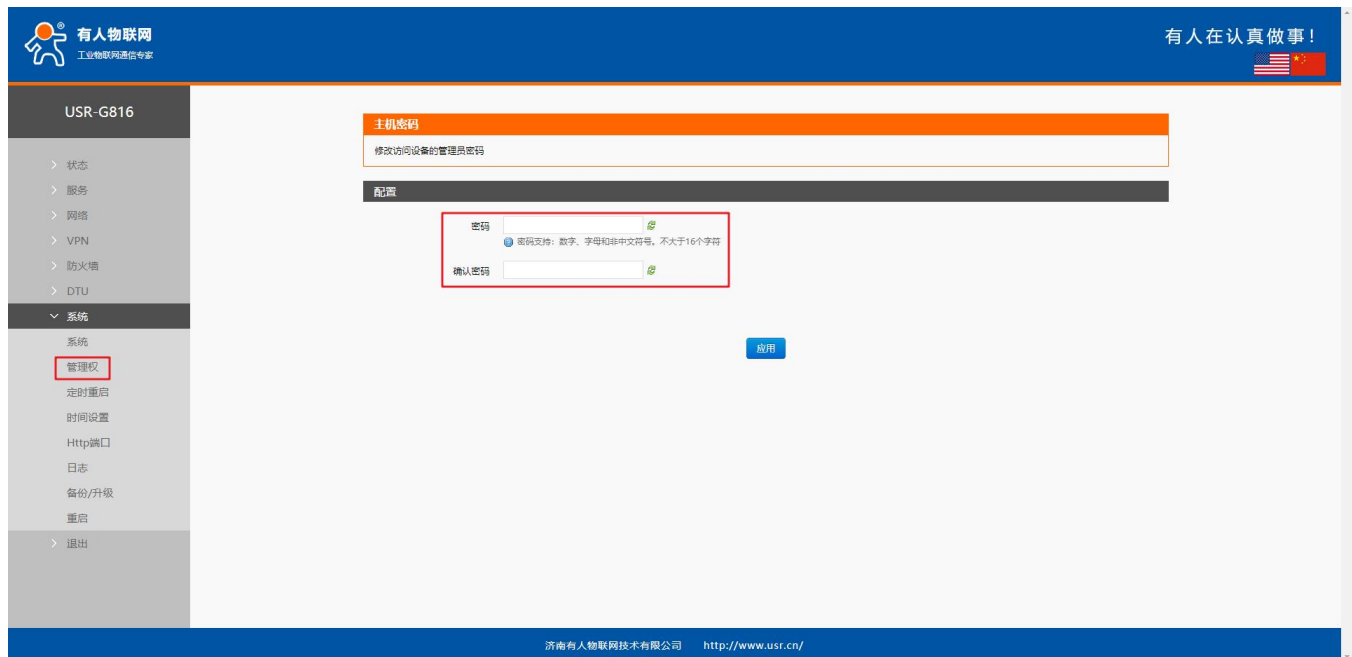 有人物联网
工业物联网通信专家
有人在认真做事!
USR-G816
状态
服务
网络
VPN
防火墙
DTU
系统
系统
管理权
定时重启
时间设置
Http端口
日志
备份/升级
重启
退出
主机密码
修改访问设备的管理员密码
配置
密码
密码支持：数字、字母和非中文符号。不大于16个字符
确认密码
应用
济南有人物联网技术有限公司 http://www.usr.cn/